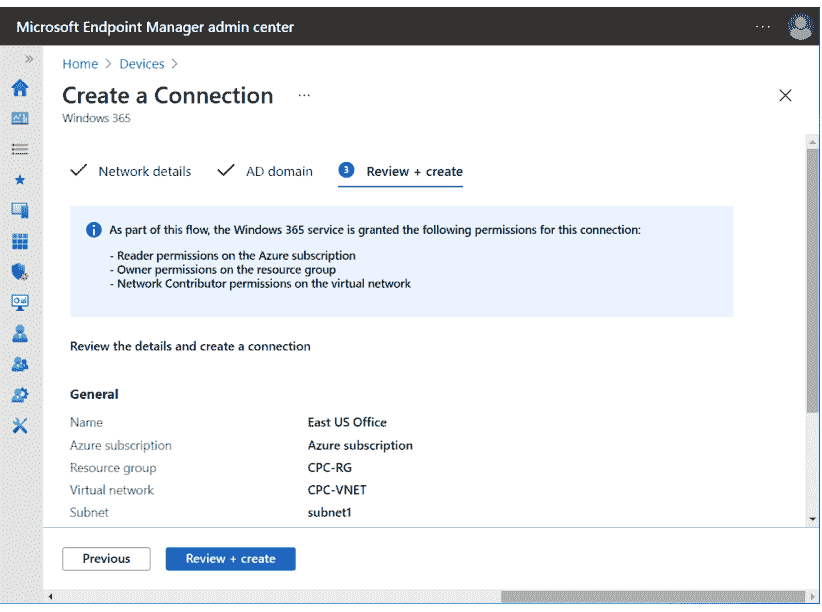 Microsoft Endpoint Manager admin center
Home > Devices >
Create a Connection
Windows 365
Network details AD domain 3 Review + create
As part of this flow, the Windows 365 service is granted the following permissions for this connection:
- Reader permissions on the Azure subscription
- Owner permissions on the resource group
- Network Contributor permissions on the virtual network
Review the details and create a connection
General
Name East US Office
Azure subscription Azure subscription
Resource group CPC-RG
Virtual network CPC-VNET
Subnet subnet1
Previous Review + create